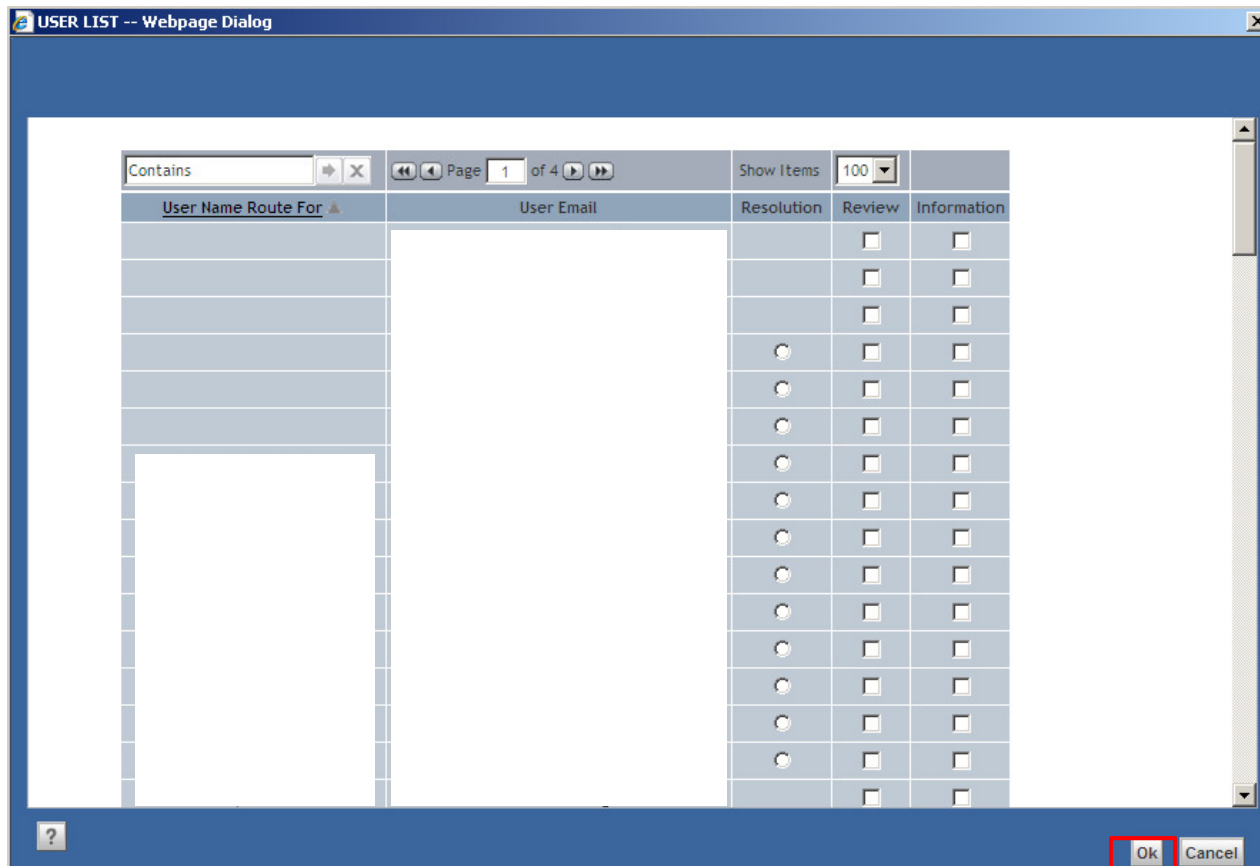 USER LIST -- Webpage Dialog
Contains Page 1 of 4 Show Items 100
User Name Route For User Email Resolution Review Information
?
Ok Cancel